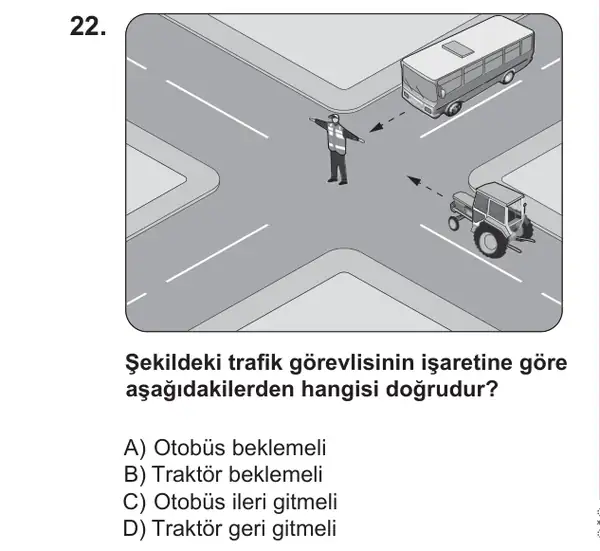 22.
Şekildeki trafik görevlisinin işaretine göre
aşağıdakilerden hangisi doğrudur?
A) Otobüs beklemeli
B) Traktör beklemeli
C) Otobüs ileri gitmeli
D) Traktör geri gitmeli